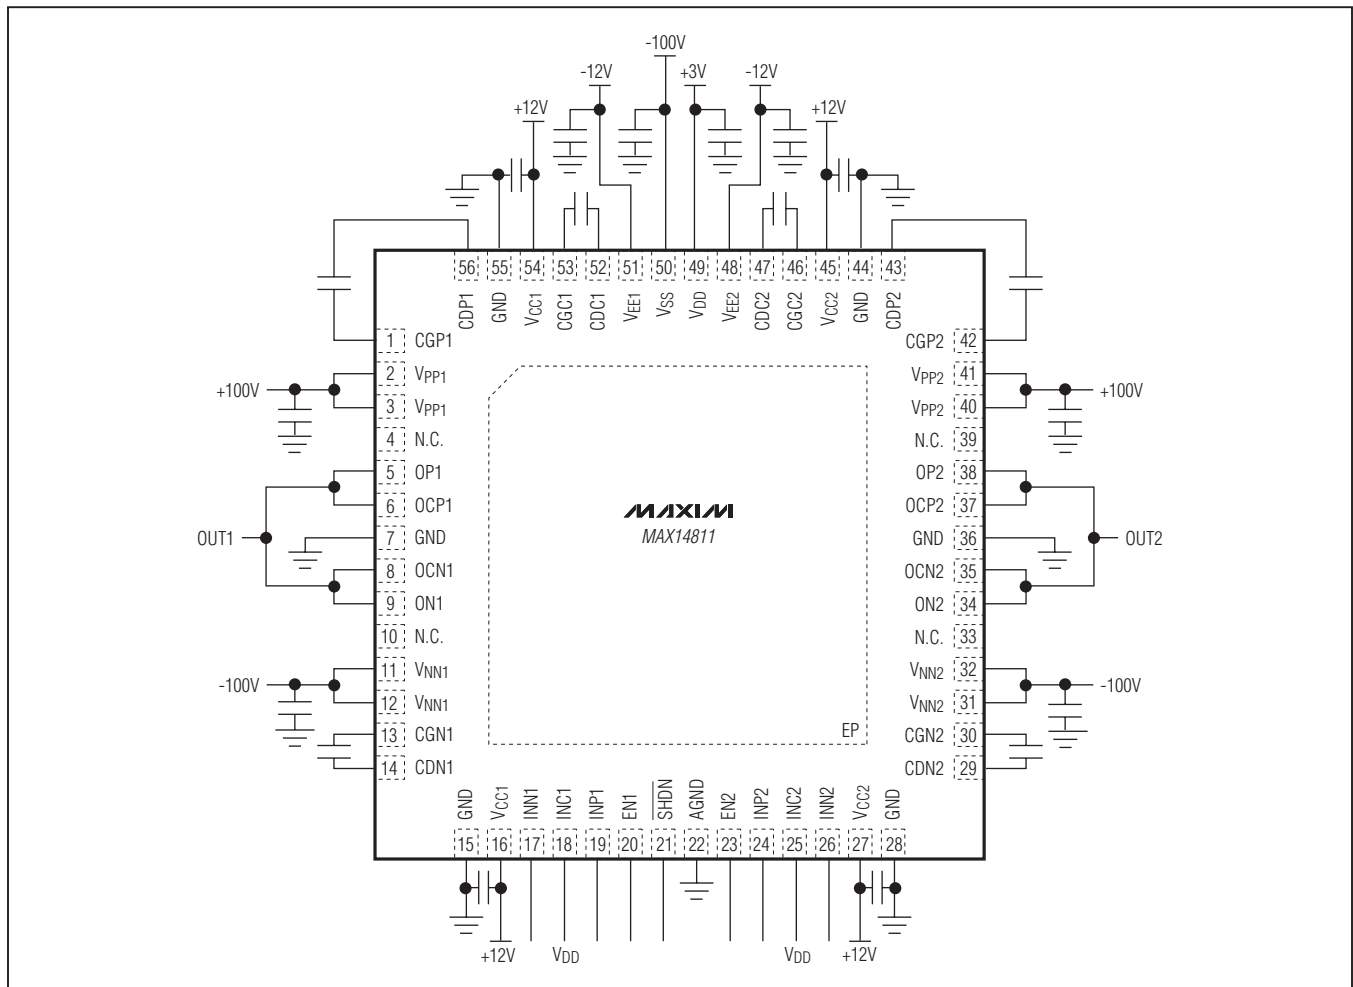 -100V
-12V
+3V
-12V
+12V
+12V
56 55 54 53 52 51 50 49 48 47 46 45 44 43
CDP1 GND VCC1 CGC1 CDC1 VEE1 VSS VDD VEE2 CDC2 CGC2 VCC2 GND CDP2
1 CGP1
CGP2 42
2 VPP1
VPP2 41
+100V
+100V
3 VPP1
VPP2 40
4 N.C.
N.C. 39
5 OP1
OP2 38
6 OCP1
OCP2 37
MAXIM
MAX14811
OUT1
7 GND
GND 36
OUT2
8 OCN1
OCN2 35
9 ON1
ON2 34
10 N.C.
N.C. 33
11 VNN1
VNN2 32
-100V
-100V
12 VNN1
VNN2 31
13 CGN1
EP
CGN2 30
14 CDN1
CDN2 29
GND VCC1 INN1 INC1 INP1 EN1 SHDN AGND EN2 INP2 INC2 INN2 VCC2 GND
15 16 17 18 19 20 21 22 23 24 25 26 27 28
+12V
VDD
VDD
+12V